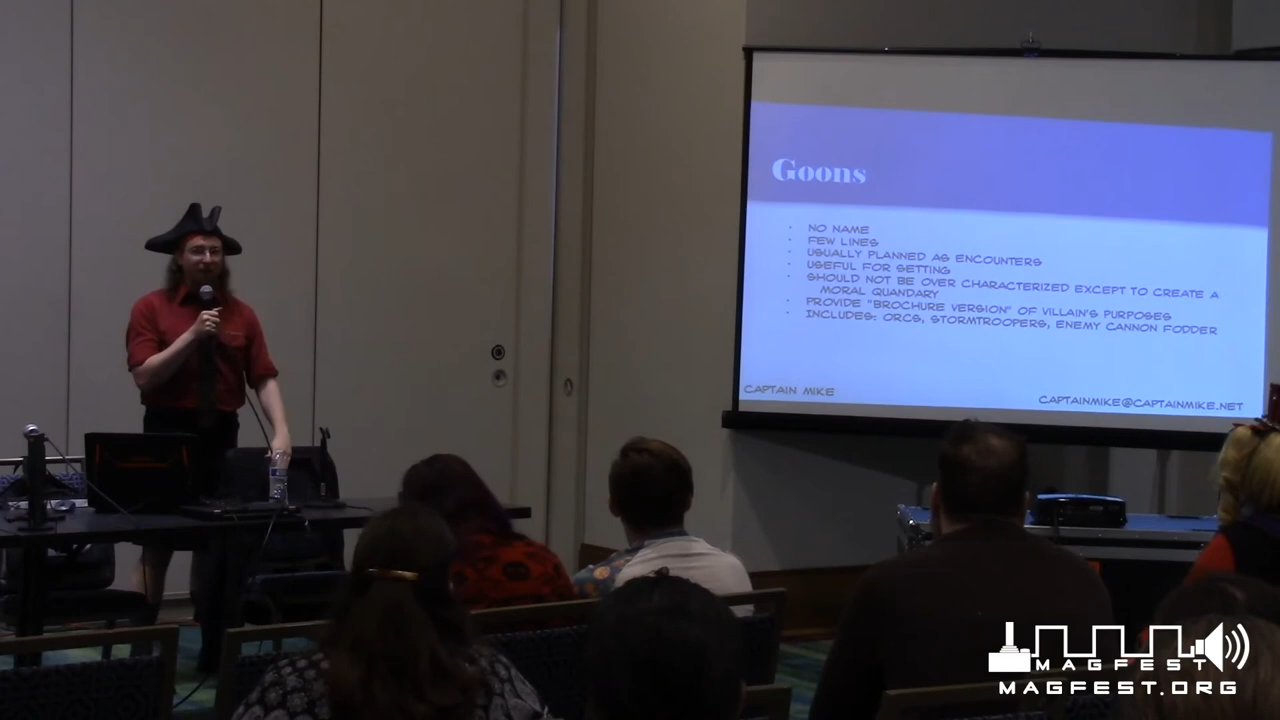 Goons
· NO NAME
· FEW LINES
· USUALLY PLANNED AS ENCOUNTERS
· USEFUL FOR SETTING
· SHOULD NOT BE OVER CHARACTERIZED EXCEPT TO CREATE A
MORAL QUANDARY
· PROVIDE "BROCHURE VERSION" OF VILLAIN'S PURPOSES
· INCLUDES: ORCS, STORMTROOPERS, ENEMY CANNON FODDER
CAPTAIN MIKE
CAPTAINMIKE@CAPTAINMIKE.NET
MAGFEST
MAGFEST.ORG